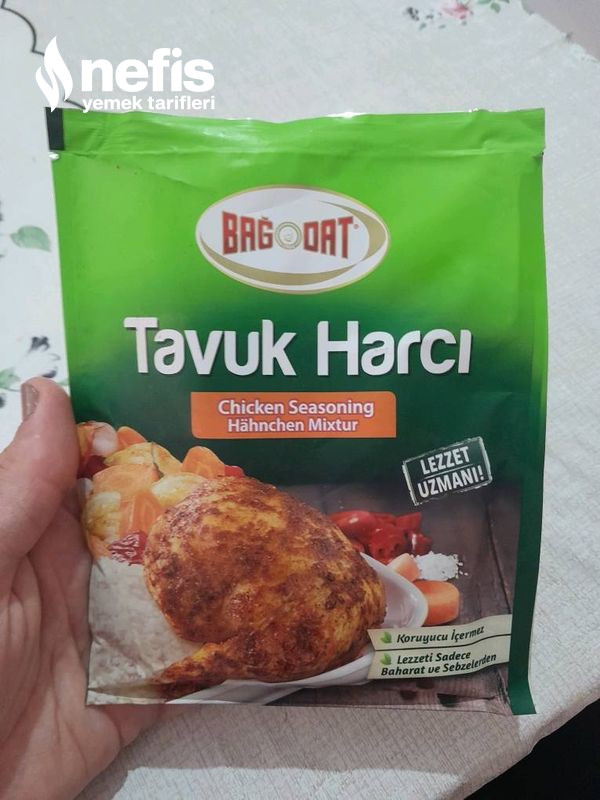 nefis
yemek tarifleri
BAĞDAT
Tavuk Harcı
Chicken Seasoning
Hähnchen Mixtur
LEZZET
UZMANI!
Koruyucu İçermez
Lezzeti Sadece
Baharat ve Sebzelerden